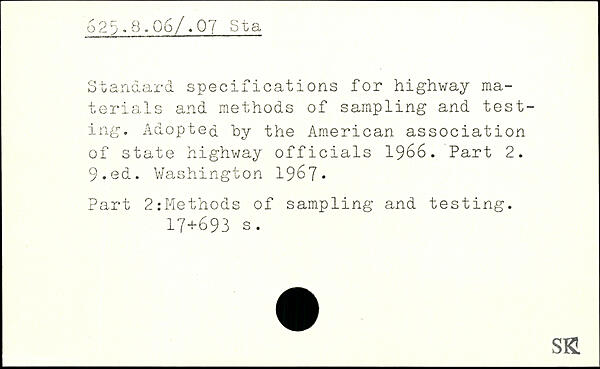 625.8.06/.07 Sta
Standard specifications for highway ma-
terials and methods of sampling and test-
ing. Adopted by the American association
of state highway officials 1966. Part 2.
9.ed. Washington 1967.
Part 2:Methods of sampling and testing.
17+693 s.
SK